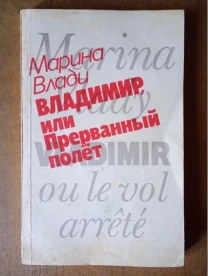 Marina
Марина
Влади
Vlady
ВЛАДИМИР
или
Прерванный
полёт
VLADIMIR
ou le vol
arrêté